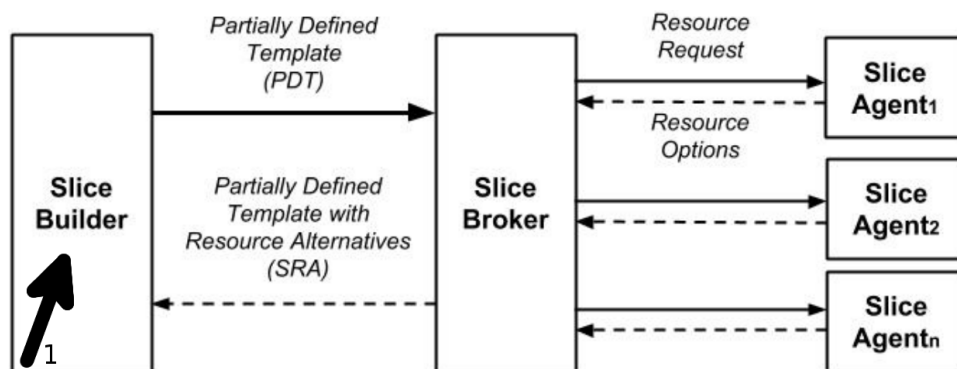 Partially Defined
Template
(PDT)
Resource
Request
Slice
Agent1
Resource
Options
Slice
Builder
Partially Defined
Template with
Resource Alternatives
(SRA)
Slice
Broker
Slice
Agent2
Slice
Agentn
1